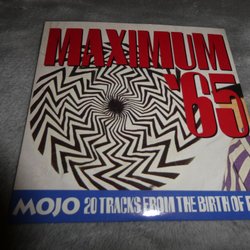 MAXIMUM
'65
MOJO 20 TRACKS FROM THE BIRTH OF